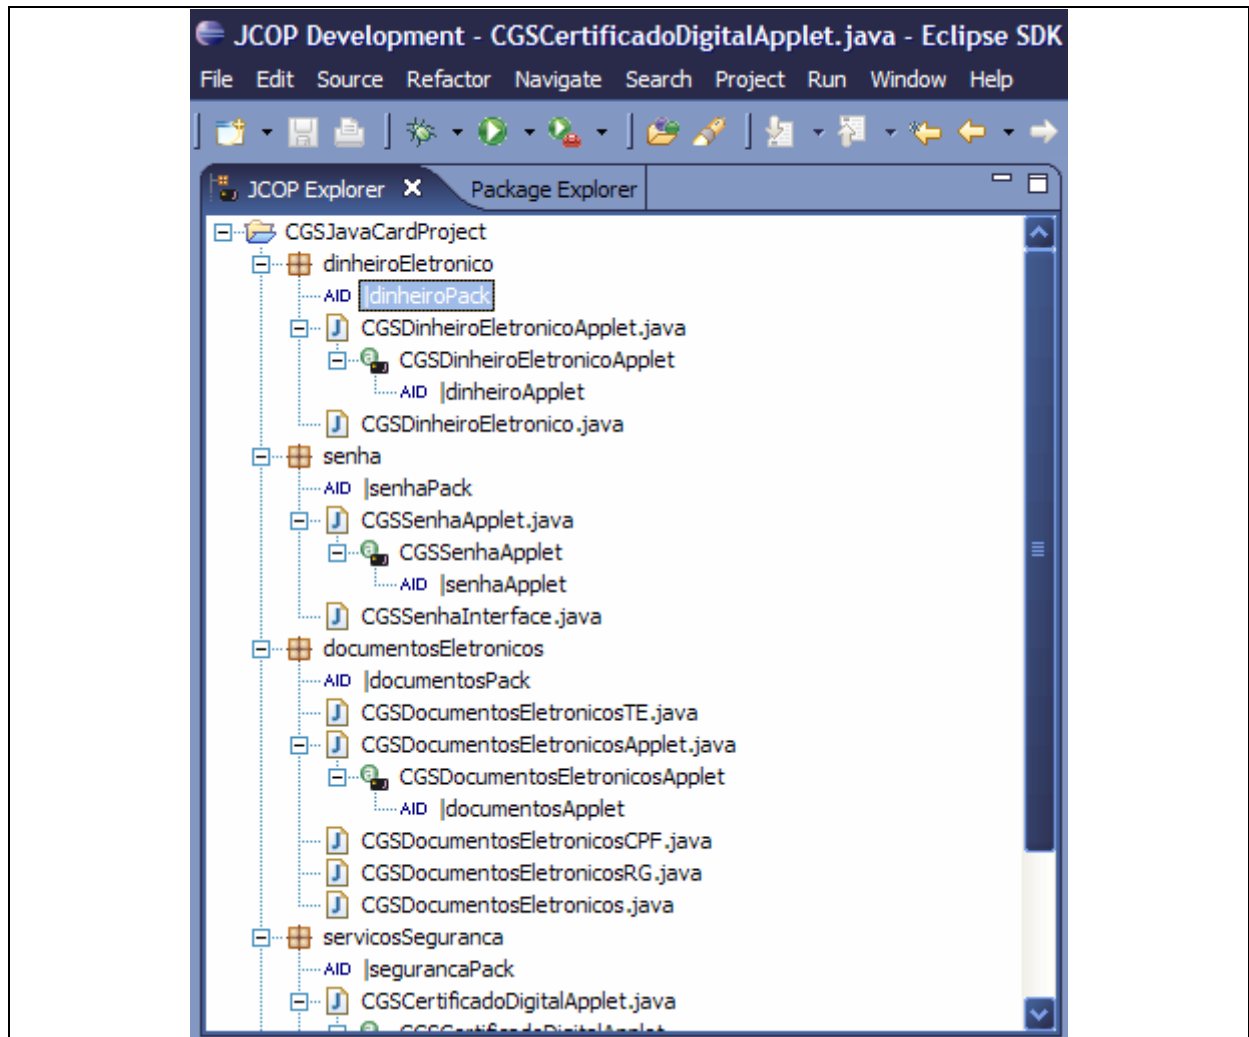 JCOP Development - CGSCertificadoDigitalApplet.java - Eclipse SDK
File Edit Source Refactor Navigate Search Project Run Window Help
JCOP Explorer Package Explorer
CGSJavaCardProject
dinheiroEletronico
AID |dinheiroPack
CGSDinheiroEletronicoApplet.java
CGSDinheiroEletronicoApplet
AID |dinheiroApplet
CGSDinheiroEletronico.java
senha
AID |senhaPack
CGSSenhaApplet.java
CGSSenhaApplet
AID |senhaApplet
CGSSenhaInterface.java
documentosEletronicos
AID |documentosPack
CGSDocumentosEletronicosTE.java
CGSDocumentosEletronicosApplet.java
CGSDocumentosEletronicosApplet
AID |documentosApplet
CGSDocumentosEletronicosCPF.java
CGSDocumentosEletronicosRG.java
CGSDocumentosEletronicos.java
servicosSeguranca
AID |segurancaPack
CGSCertificadoDigitalApplet.java
CGSCertificadoDigitalApplet